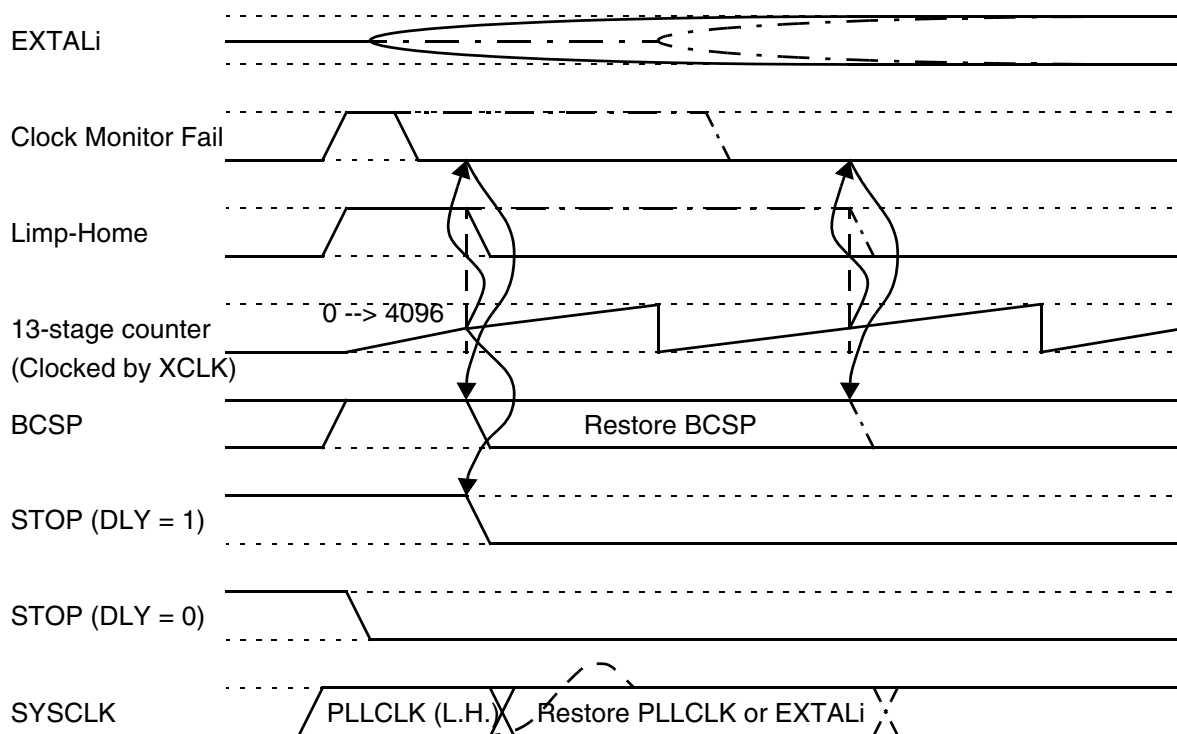 EXTALi
Clock Monitor Fail
Limp-Home
0 --> 4096
13-stage counter
(Clocked by XCLK)
BCSP
Restore BCSP
STOP (DLY = 1)
STOP (DLY = 0)
SYSCLK
PLLCLK (L.H.)
Restore PLLCLK or EXTALi